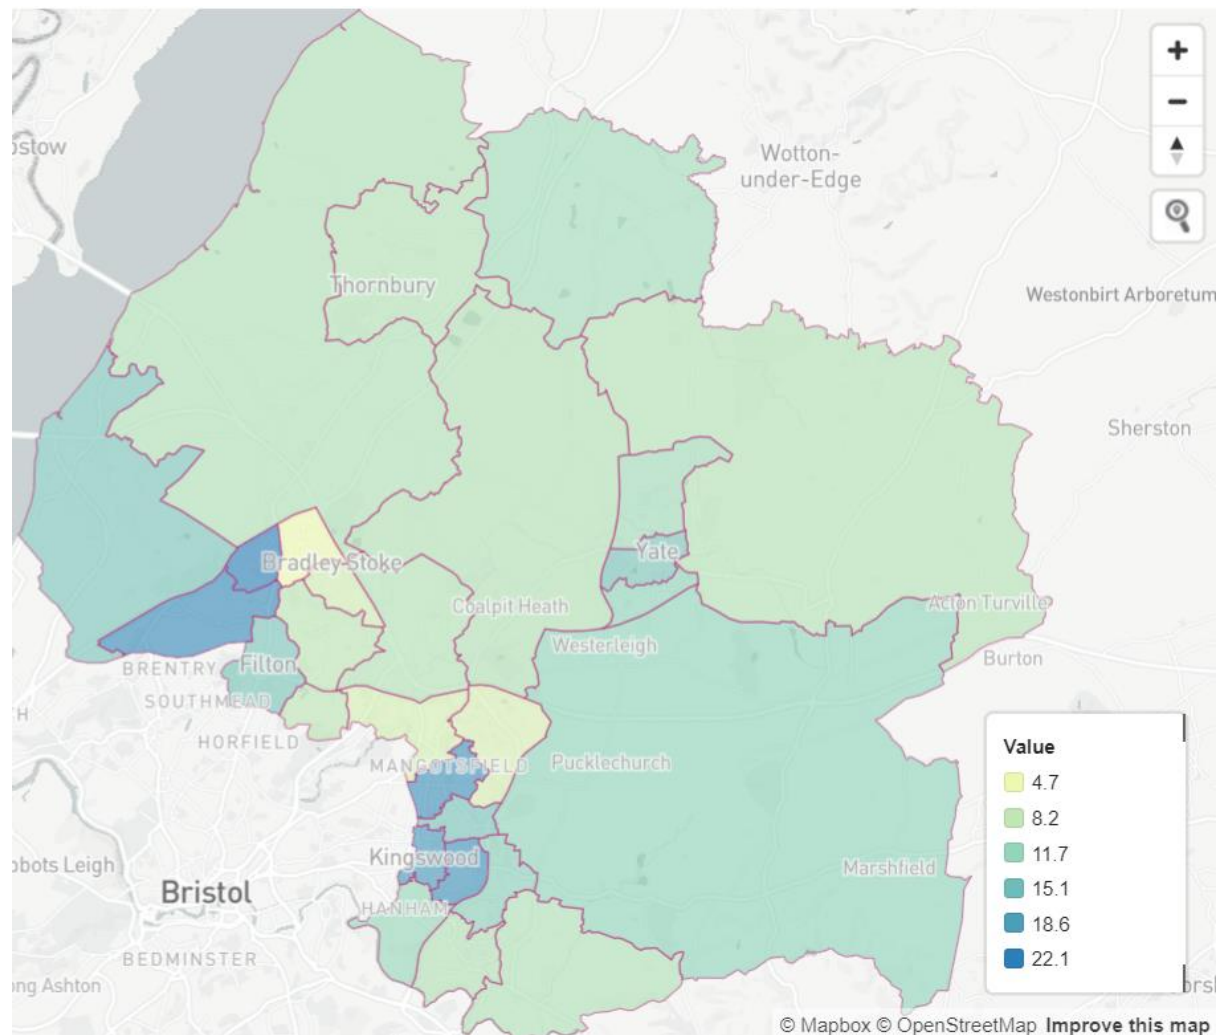 +
−
Wotton-
under-Edge
Thornbury
Westonbirt Arboretum
Sherston
Bradley Stoke
Yate
Coalpit Heath
Acton Turville
Westerleigh
Burton
BRENTRY
Filton
SOUTHMEAD
HORFIELD
MANGOTSFIELD
Pucklechurch
Value
4.7
8.2
11.7
15.1
18.6
22.1
Kingswood
Marshfield
bots Leigh
Bristol
HANHAM
BEDMINSTER
ng Ashton
© Mapbox © OpenStreetMap Improve this map